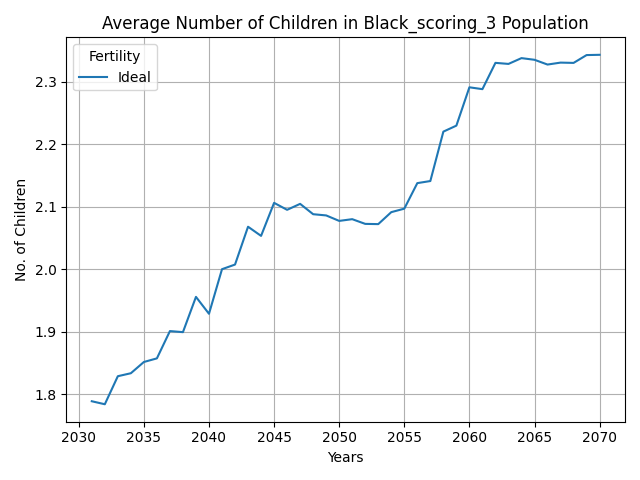 Average Number of Children in Black_scoring_3 Population
Fertility
Ideal
No. of Children
2.3
2.2
2.1
2.0
1.9
1.8
2030 2035 2040 2045 2050 2055 2060 2065 2070
Years